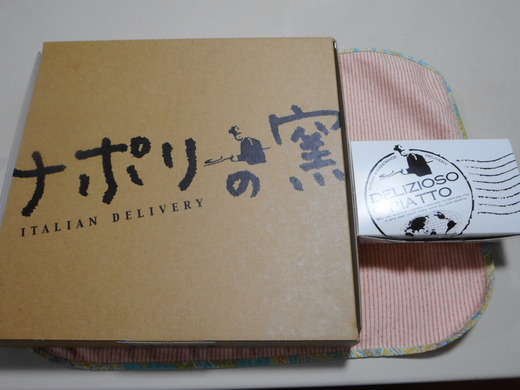 ナポリの窯
ITALIAN DELIVERY
DELIZIOSO
PIATTO